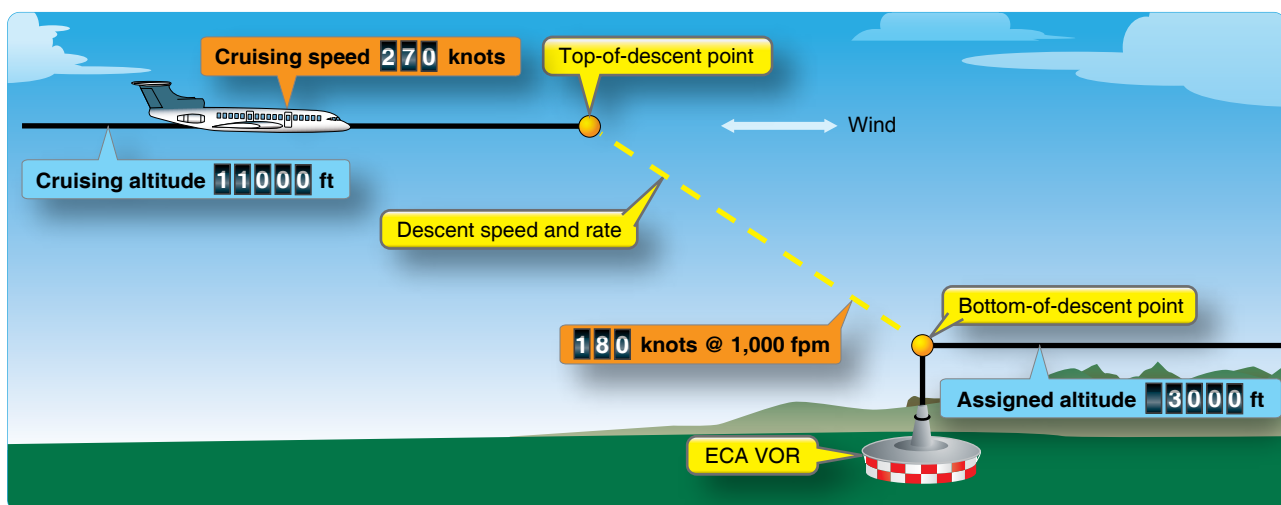 Cruising speed 270 knots
Top-of-descent point
Wind
Cruising altitude 11000 ft
Descent speed and rate
Bottom-of-descent point
180 knots @ 1,000 fpm
Assigned altitude 3000 ft
ECA VOR